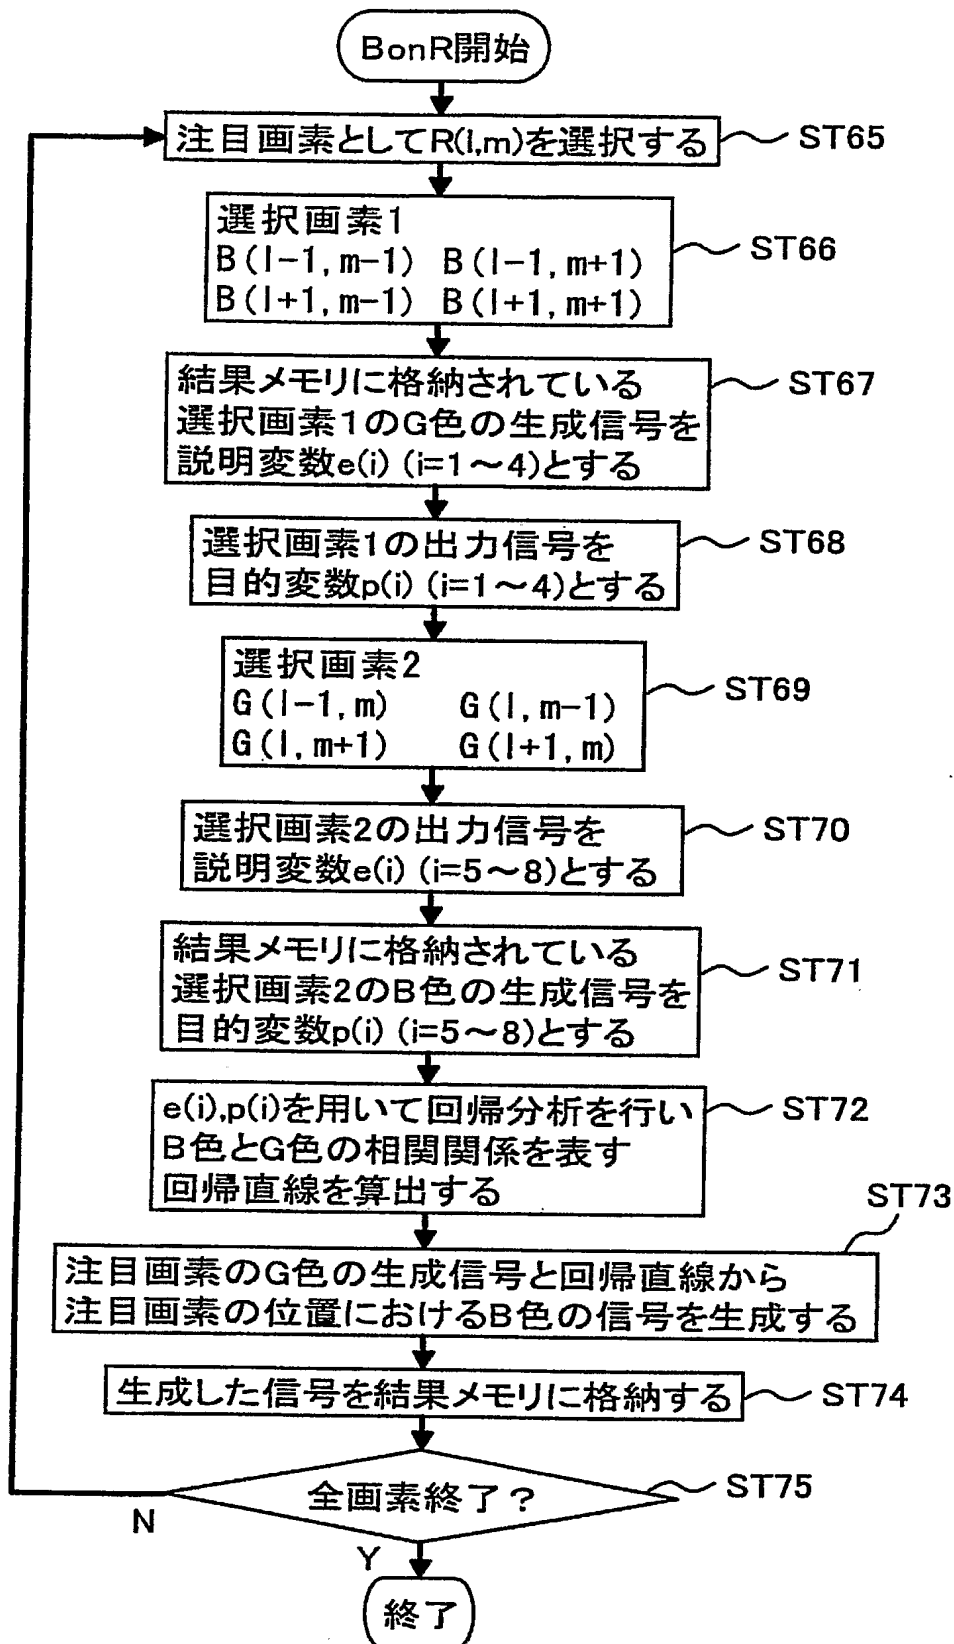 BonR開始
注目画素としてR(l,m)を選択する
ST65
選択画素1
B(l-1,m-1) B(l-1,m+1)
B(l+1,m-1) B(l+1,m+1)
ST66
結果メモリに格納されている
選択画素1のG色の生成信号を
説明変数e(i) (i=1～4)とする
ST67
選択画素1の出力信号を
目的変数p(i) (i=1～4)とする
ST68
選択画素2
G(l-1,m) G(l,m-1)
G(l,m+1) G(l+1,m)
ST69
選択画素2の出力信号を
説明変数e(i) (i=5～8)とする
ST70
結果メモリに格納されている
選択画素2のB色の生成信号を
目的変数p(i) (i=5～8)とする
ST71
e(i),p(i)を用いて回帰分析を行い
B色とG色の相関関係を表す
回帰直線を算出する
ST72
ST73
注目画素のG色の生成信号と回帰直線から
注目画素の位置におけるB色の信号を生成する
生成した信号を結果メモリに格納する
ST74
全画素終了？
ST75
N
Y
終了